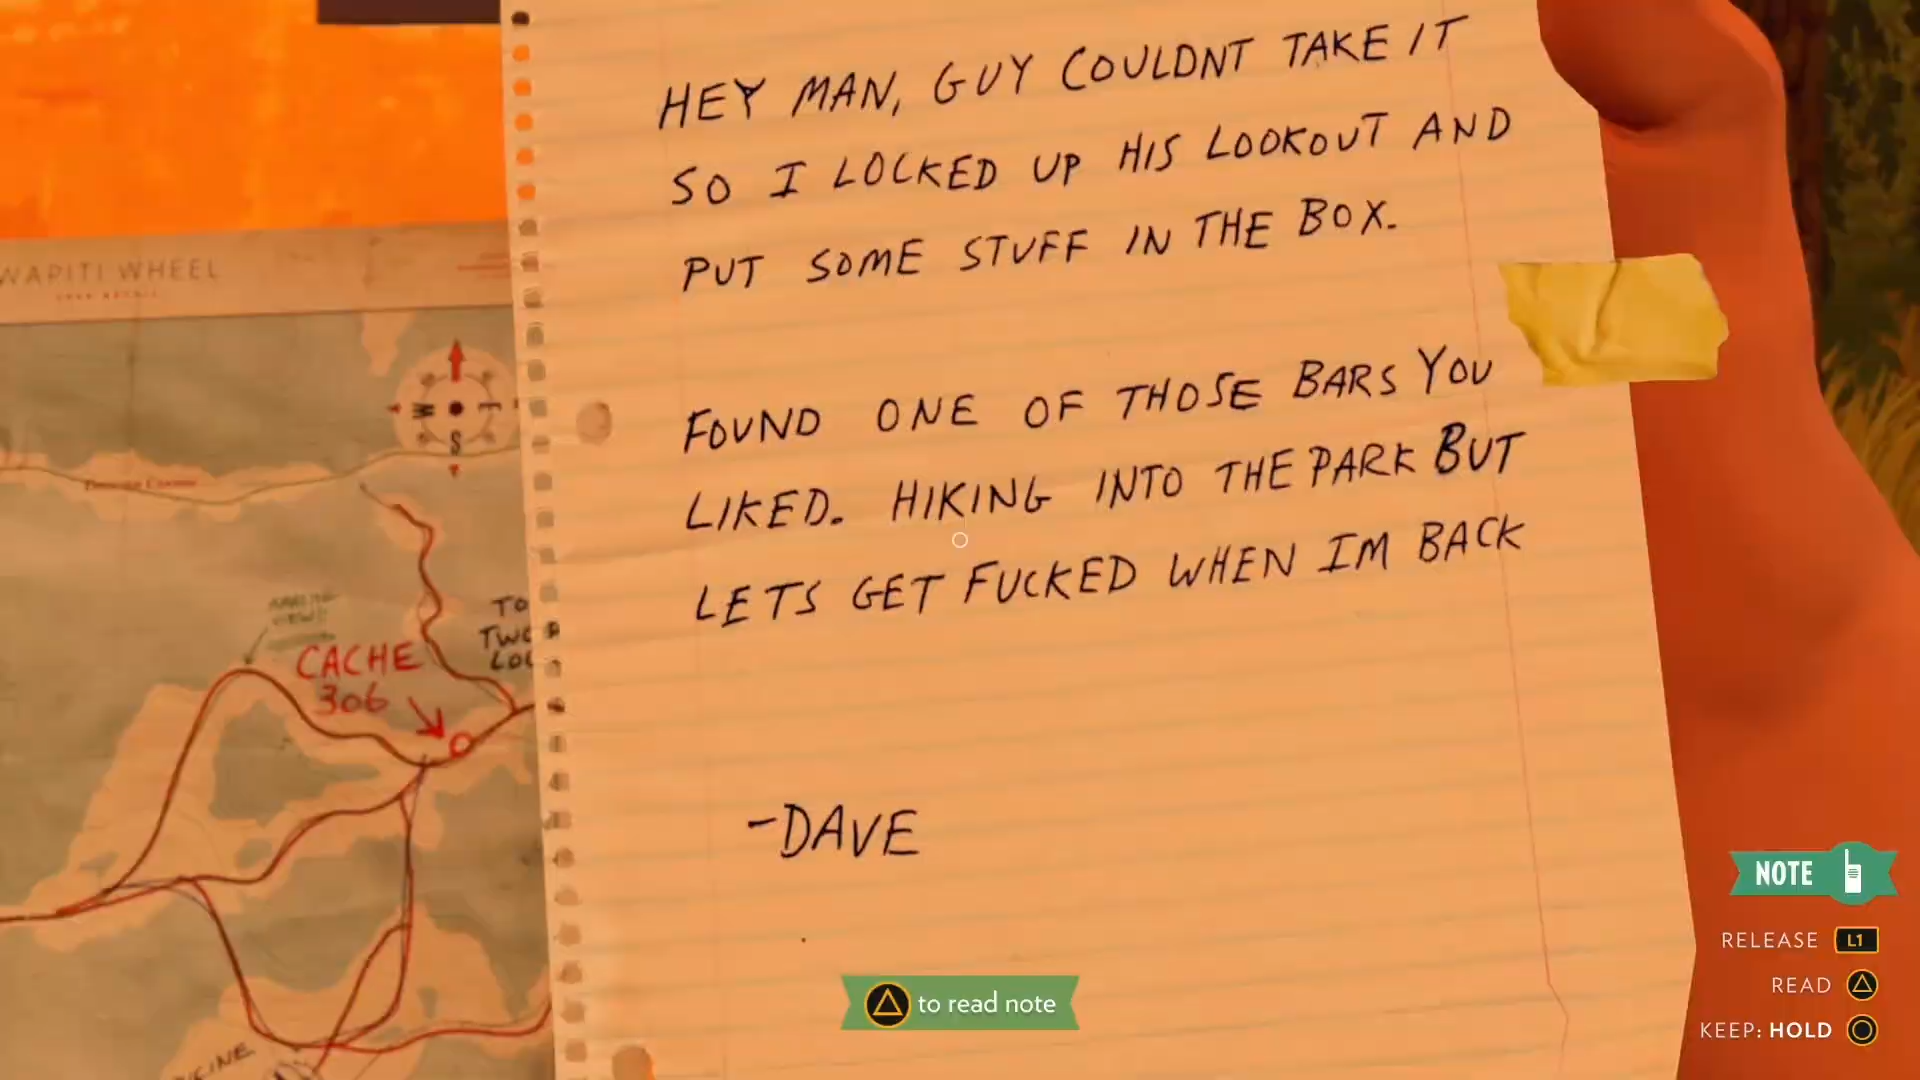 HEY MAN, GUY COULDNT TAKE IT
SO I LOCKED UP HIS LOOKOUT AND
PUT SOME STUFF IN THE BOX.
FOUND ONE OF THOSE BARS YOU
LIKED. HIKING INTO THE PARK BUT
LETS GET FUCKED WHEN IM BACK
-DAVE
WAPITI WHEEL
W
E
S
TO
CACHE
306
NOTE
RELEASE L1
READ
KEEP: HOLD
to read note